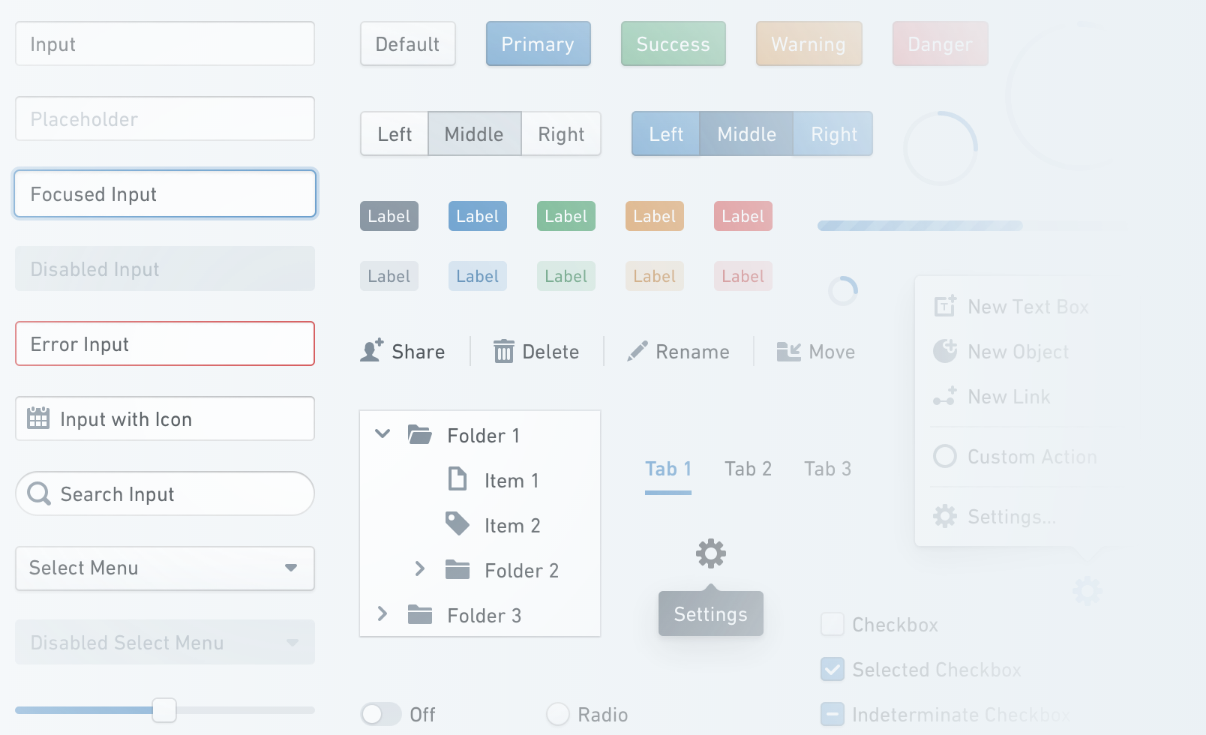 Input
Placeholder
Focused Input
Disabled Input
Error Input
Input with Icon
Search Input
Select Menu
Disabled Select Menu
Default Primary Success Warning Danger
Left Middle Right Left Middle Right
Label Label Label Label Label
Label Label Label Label Label
Share Delete Rename Move
Folder 1
Item 1
Item 2
Folder 2
Folder 3
Tab 1 Tab 2 Tab 3
Settings
Off Radio
T New Text Box
New Object
New Link
Custom Action
Settings...
Checkbox
Selected Checkbox
Indeterminate Checkbox